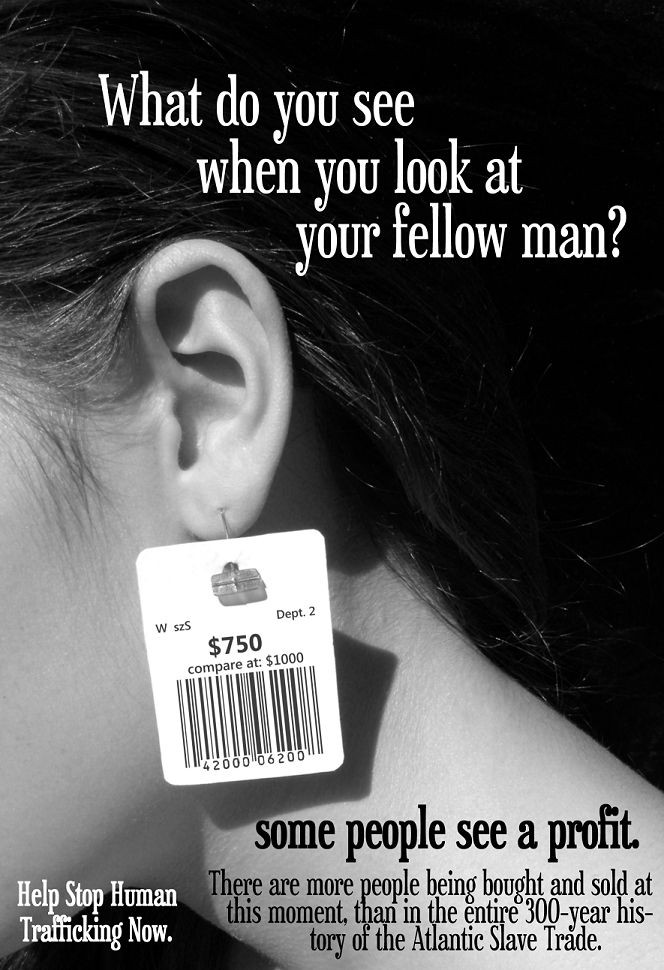 What do you see
when you look at
your fellow man?
W szS Dept. 2
$750
compare at: $1000
42000 06200
some people see a profit.
Help Stop Human
Trafficking Now.
There are more people being bought and sold at
this moment, than in the entire 300-year his-
tory of the Atlantic Slave Trade.